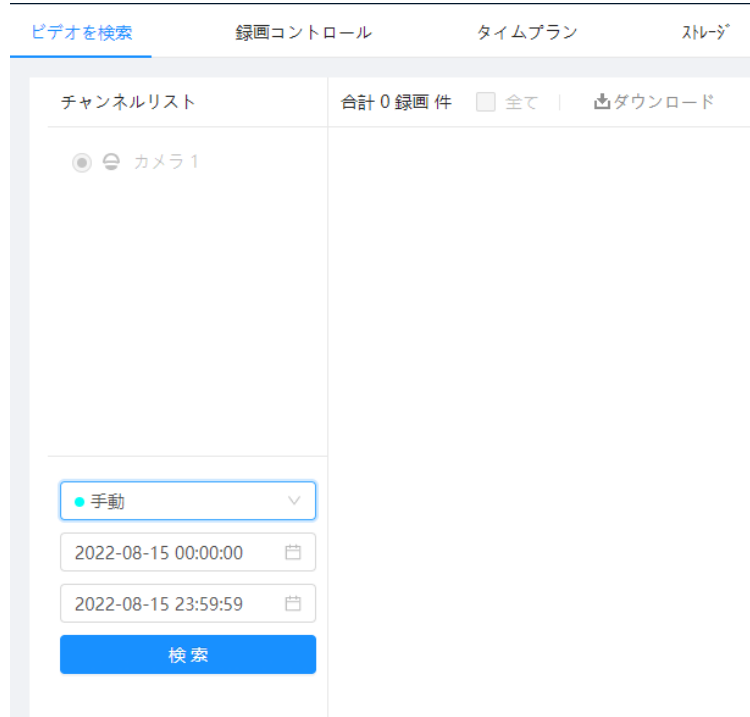 ビデオを検索 録画コントロール タイムプラン ｽﾄﾚｰｼﾞ
チャンネルリスト
合計 0 録画 件 全て ダウンロード
カメラ 1
手動
2022-08-15 00:00:00
2022-08-15 23:59:59
検索